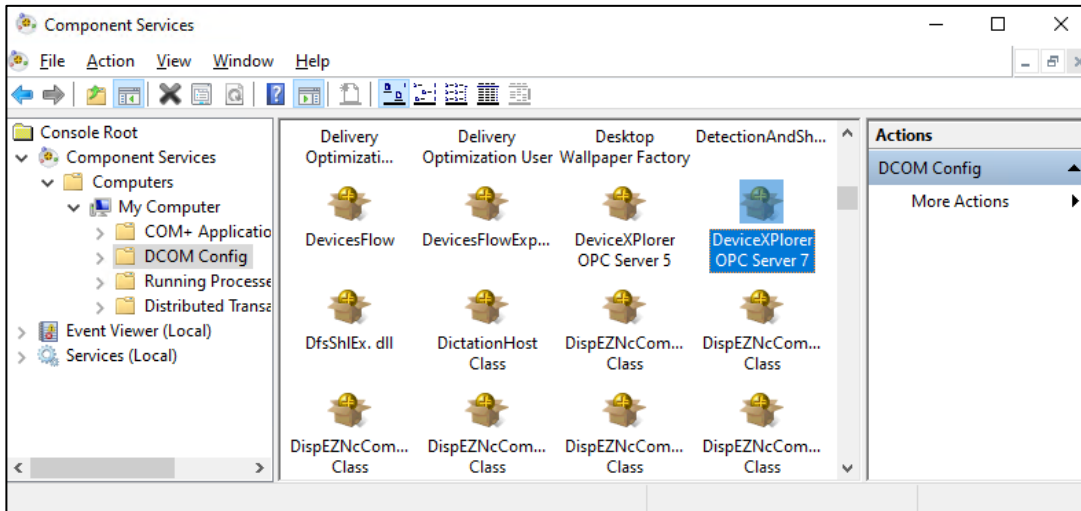 Component Services
File Action View Window Help
Console Root
Component Services
Computers
My Computer
COM+ Applicatio
DCOM Config
Running Processe
Distributed Transa
Event Viewer (Local)
Services (Local)
Delivery Optimizati...
Delivery Optimization User
Desktop Wallpaper Factory
DetectionAndSh...
DevicesFlow
DevicesFlowExp...
DeviceXPlorer OPC Server 5
DeviceXPlorer OPC Server 7
DfsShlEx. dll
DictationHost Class
DispEZNcCom... Class
DispEZNcCom... Class
DispEZNcCom... Class
DispEZNcCom... Class
DispEZNcCom... Class
DispEZNcCom... Class
Actions
DCOM Config
More Actions